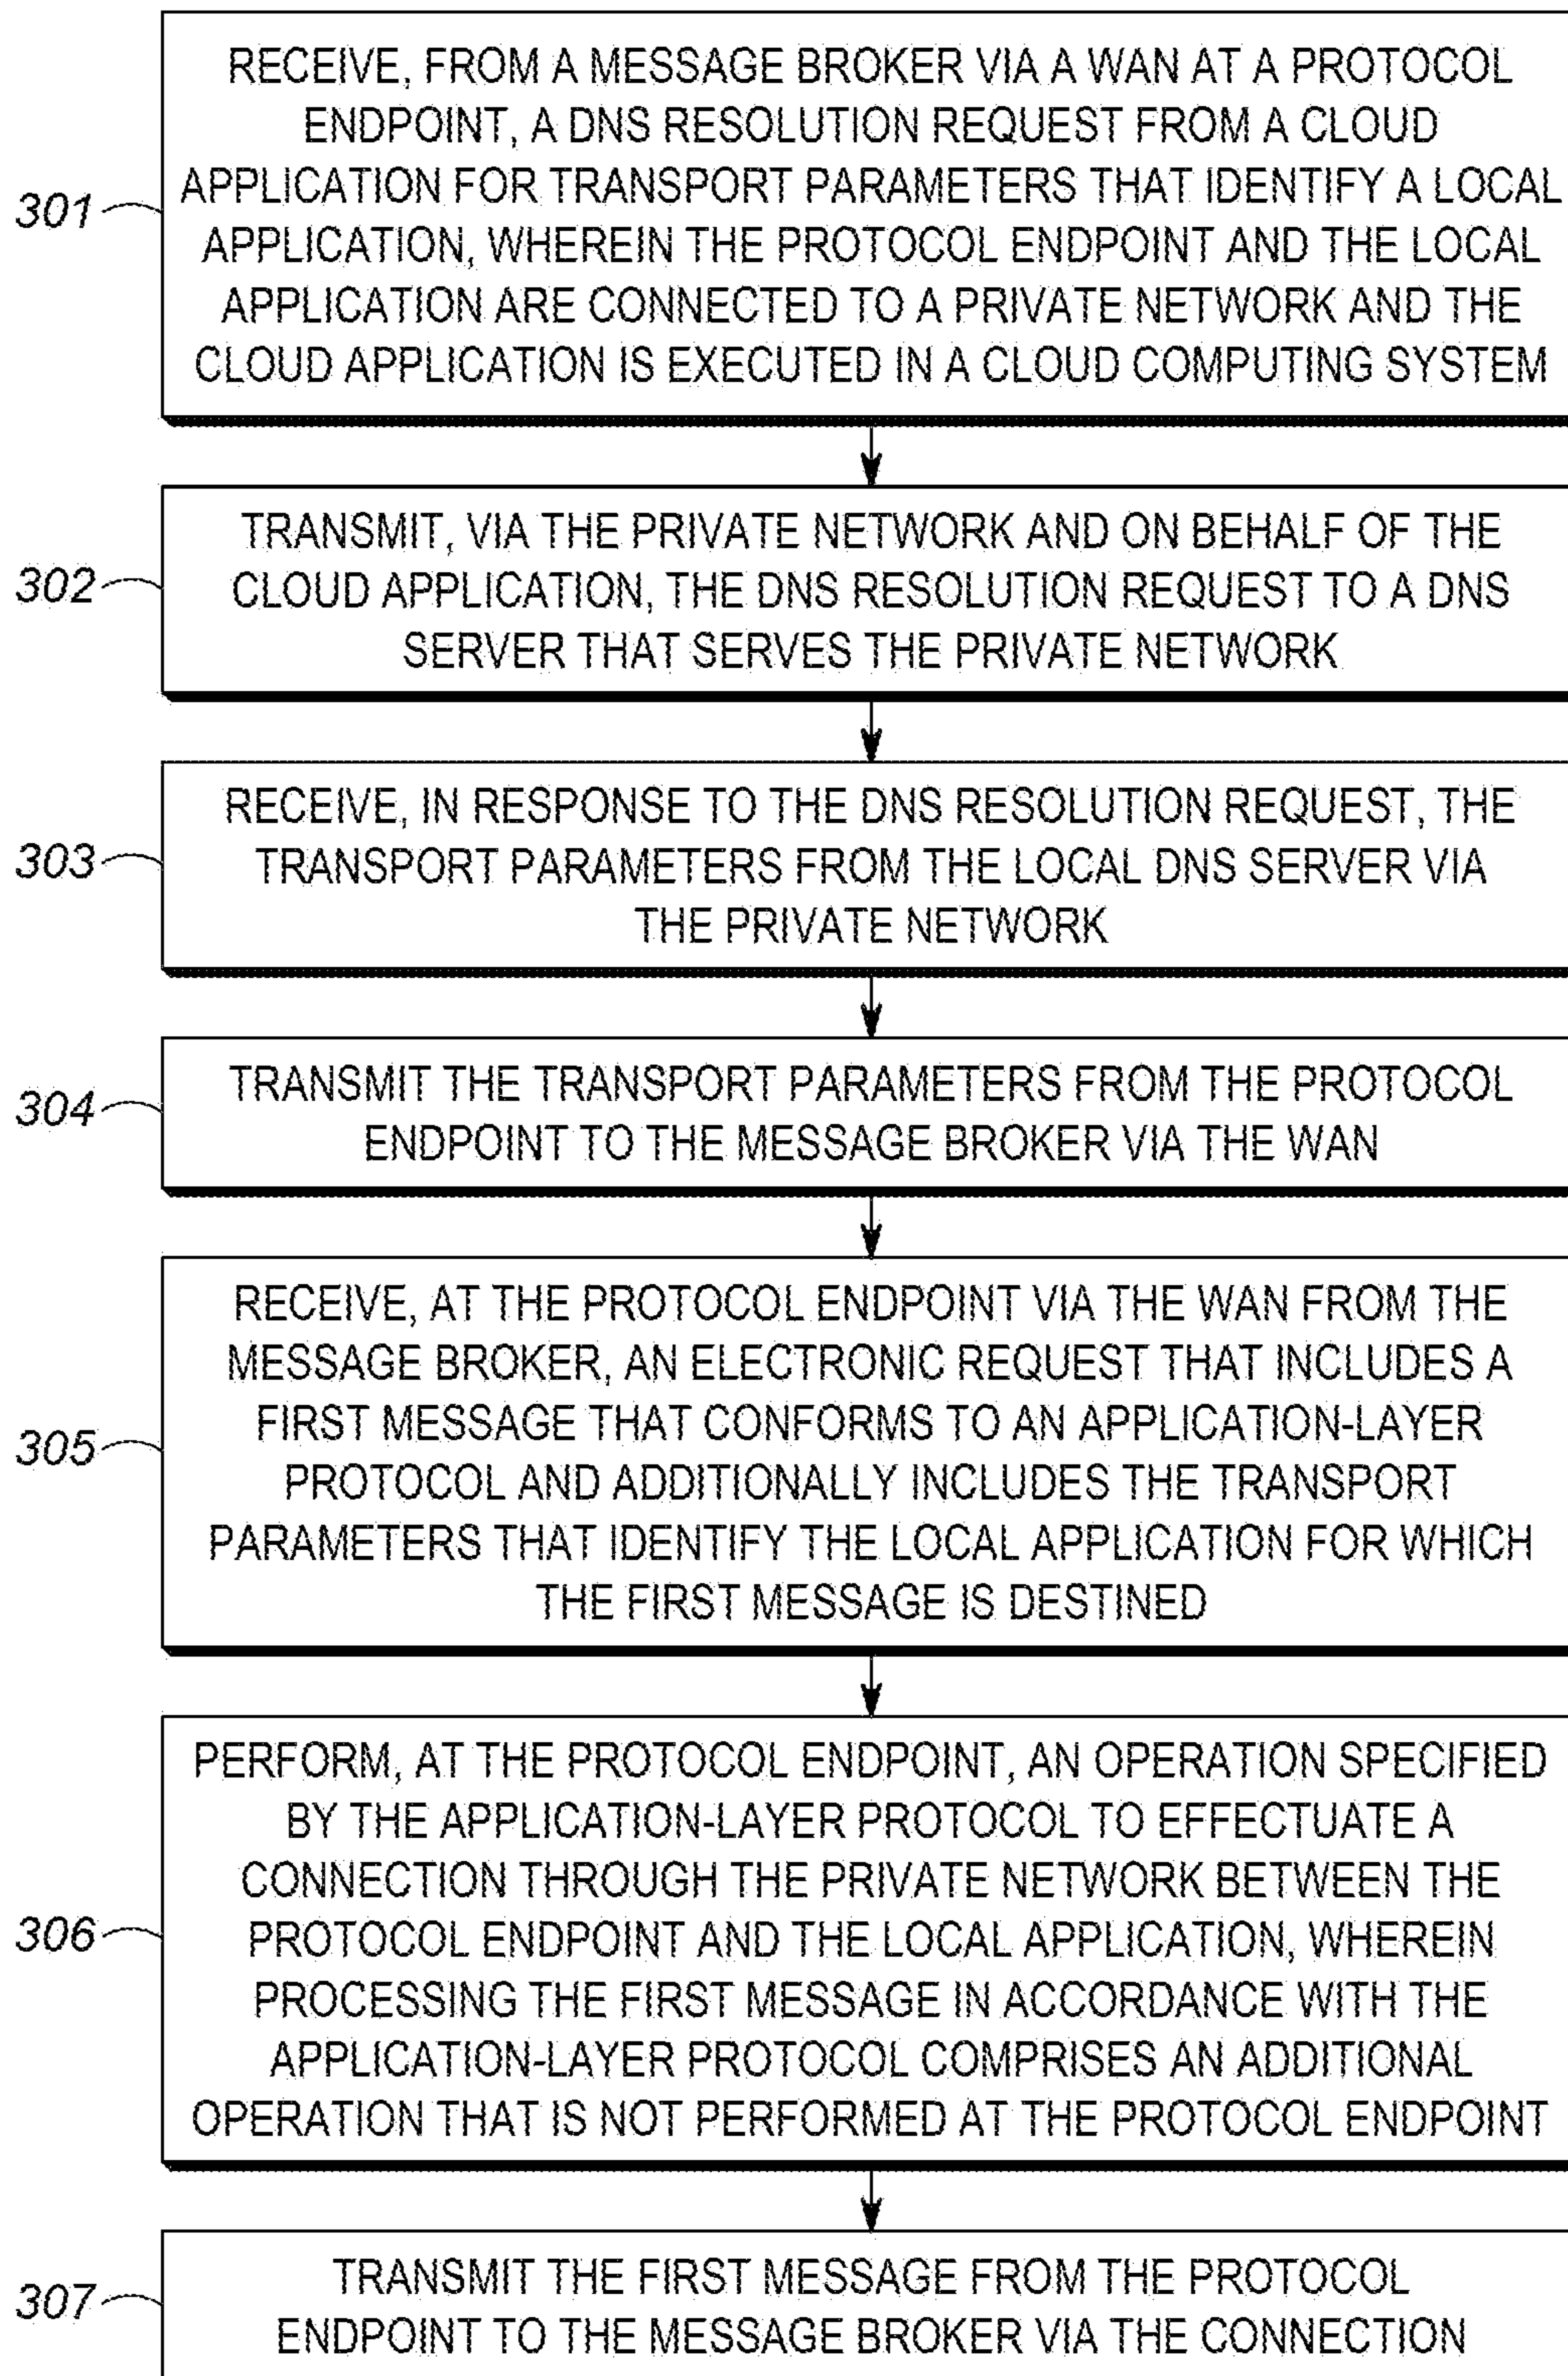 RECEIVE, FROM A MESSAGE BROKER VIA A WAN AT A PROTOCOL
ENDPOINT, A DNS RESOLUTION REQUEST FROM A CLOUD
301
APPLICATION FOR TRANSPORT PARAMETERS THAT IDENTIFY A LOCAL
APPLICATION, WHEREIN THE PROTOCOL ENDPOINT AND THE LOCAL
APPLICATION ARE CONNECTED TO A PRIVATE NETWORK AND THE
CLOUD APPLICATION IS EXECUTED IN A CLOUD COMPUTING SYSTEM
TRANSMIT, VIA THE PRIVATE NETWORK AND ON BEHALF OF THE
302
CLOUD APPLICATION, THE DNS RESOLUTION REQUEST TO A DNS
SERVER THAT SERVES THE PRIVATE NETWORK
RECEIVE, IN RESPONSE TO THE DNS RESOLUTION REQUEST, THE
303
TRANSPORT PARAMETERS FROM THE LOCAL DNS SERVER VIA
THE PRIVATE NETWORK
304
TRANSMIT THE TRANSPORT PARAMETERS FROM THE PROTOCOL
ENDPOINT TO THE MESSAGE BROKER VIA THE WAN
RECEIVE, AT THE PROTOCOL ENDPOINT VIA THE WAN FROM THE
MESSAGE BROKER, AN ELECTRONIC REQUEST THAT INCLUDES A
FIRST MESSAGE THAT CONFORMS TO AN APPLICATION-LAYER
305
PROTOCOL AND ADDITIONALLY INCLUDES THE TRANSPORT
PARAMETERS THAT IDENTIFY THE LOCAL APPLICATION FOR WHICH
THE FIRST MESSAGE IS DESTINED
PERFORM, AT THE PROTOCOL ENDPOINT, AN OPERATION SPECIFIED
BY THE APPLICATION-LAYER PROTOCOL TO EFFECTUATE A
CONNECTION THROUGH THE PRIVATE NETWORK BETWEEN THE
306
PROTOCOL ENDPOINT AND THE LOCAL APPLICATION, WHEREIN
PROCESSING THE FIRST MESSAGE IN ACCORDANCE WITH THE
APPLICATION-LAYER PROTOCOL COMPRISES AN ADDITIONAL
OPERATION THAT IS NOT PERFORMED AT THE PROTOCOL ENDPOINT
307
TRANSMIT THE FIRST MESSAGE FROM THE PROTOCOL
ENDPOINT TO THE MESSAGE BROKER VIA THE CONNECTION